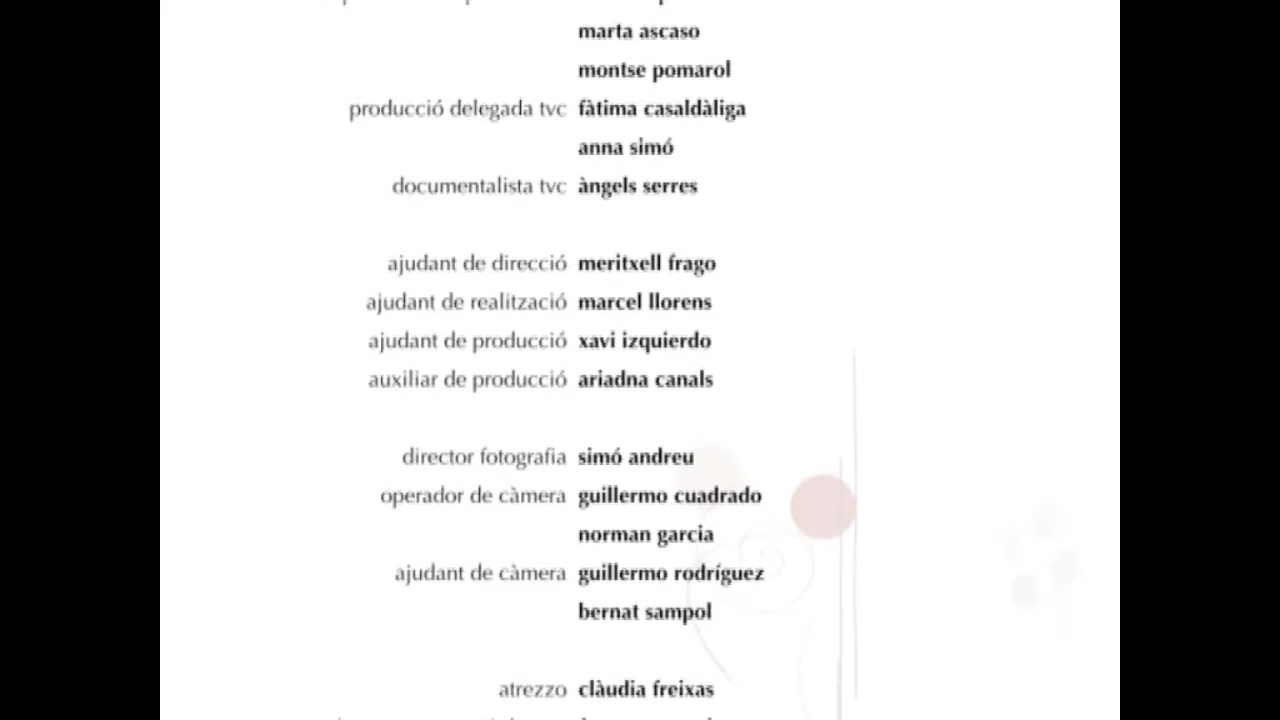 marta ascaso
montse pomarol
producció delegada tvc fàtima casaldàliga
anna simó
documentalista tvc àngels serres
ajudant de direcció meritxell frago
ajudant de realització marcel llorens
ajudant de producció xavi izquierdo
auxiliar de producció ariadna canals
director fotografia simó andreu
operador de càmera guillermo cuadrado
norman garcia
ajudant de càmera guillermo rodríguez
bernat sampol
atrezzo clàudia freixas